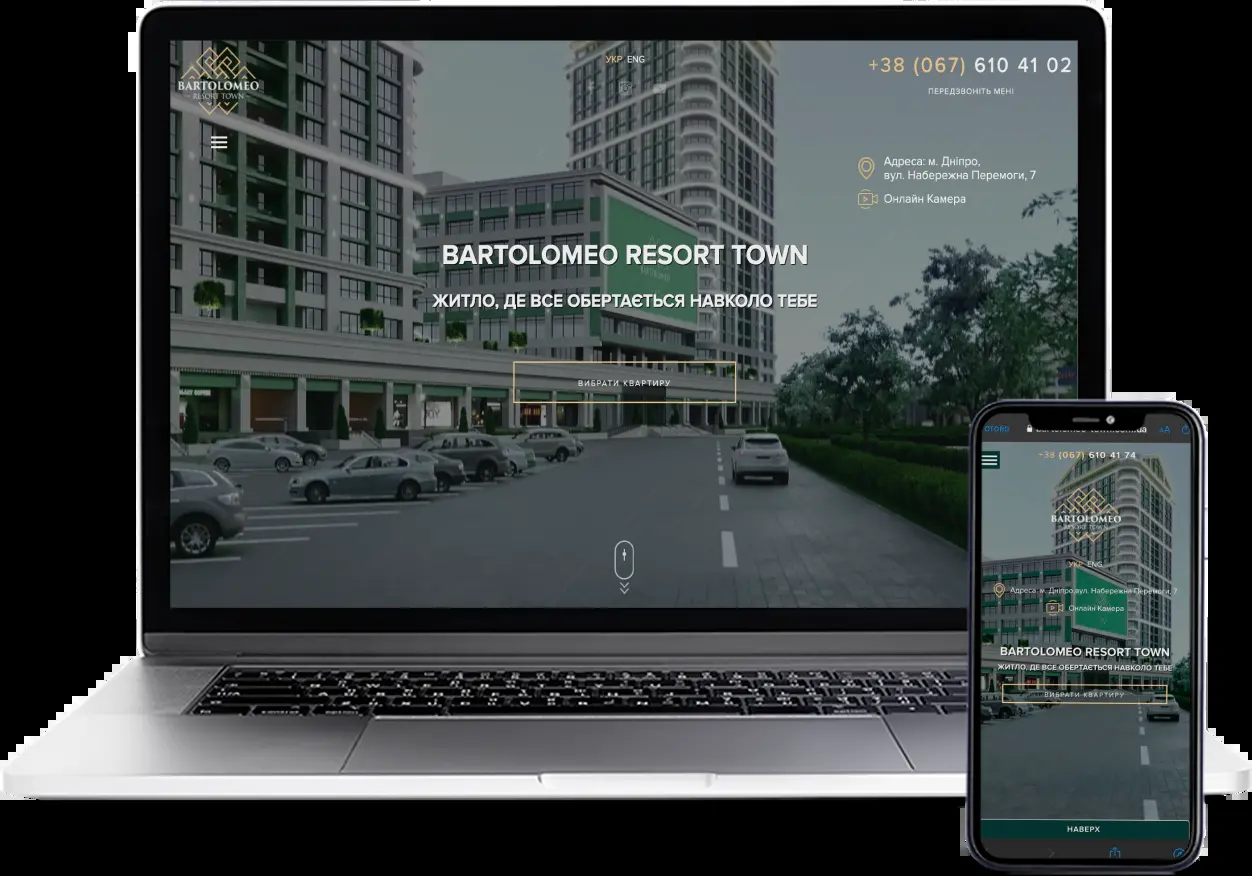 BARTOLOMEO
RESORT TOWN
УКР ENG
+38 (067) 610 41 02
ПЕРЕДЗВОНІТЬ МЕНІ
Адреса: м. Дніпро,
вул. Набережна Перемоги, 7
Онлайн Камера
BARTOLOMEO RESORT TOWN
ЖИТЛО, ДЕ ВСЕ ОБЕРТАЄТЬСЯ НАВКОЛО ТЕБЕ
ВИБРАТИ КВАРТИРУ
AA
+38 (067) 610 41 74
BARTOLOMEO
RESORT TOWN
УКР ENG
Адреса: м. Дніпро,вул. Набережна Перемоги, 7
Онлайн Камера
BARTOLOMEO RESORT TOWN
ЖИТЛО, ДЕ ВСЕ ОБЕРТАЄТЬСЯ НАВКОЛО ТЕБЕ
ВИБРАТИ КВАРТИРУ
НАВЕРХ